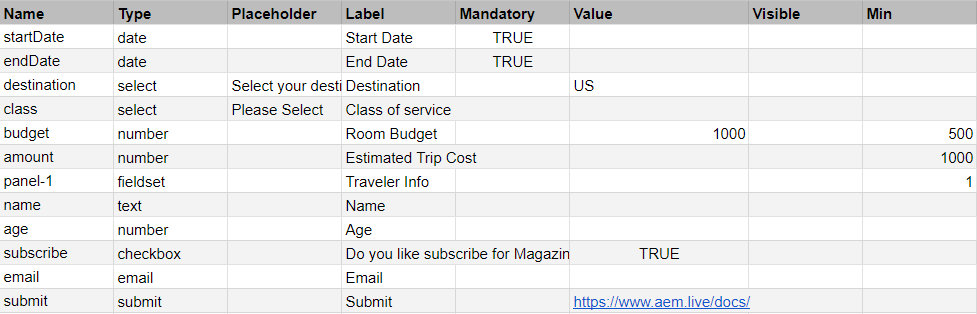 Name Type Placeholder Label Mandatory Value Visible Min
startDate date Start Date TRUE
endDate date End Date TRUE
destination select Select your desti Destination US
class select Please Select Class of service
budget number Room Budget 1000 500
amount number Estimated Trip Cost 1000
panel-1 fieldset Traveler Info 1
name text Name
age number Age
subscribe checkbox Do you like subscribe for Magazin TRUE
email email Email
submit submit Submit https://www.aem.live/docs/